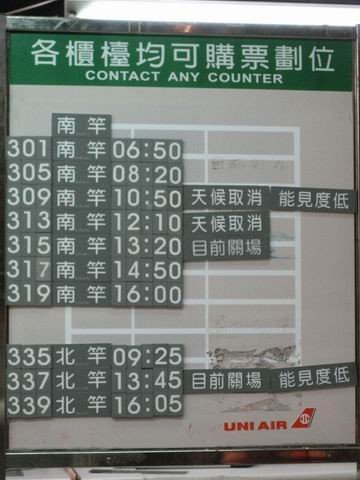 各櫃檯均可購票劃位
CONTACT ANY COUNTER
南竿
301 南竿 06:50
305 南竿 08:20
309 南竿 10:50 天候取消 能見度低
313 南竿 12:10 天候取消
315 南竿 13:20 目前關場
317 南竿 14:50
319 南竿 16:00
335 北竿 09:25
337 北竿 13:45 目前關場 能見度低
339 北竿 16:05
UNI AIR